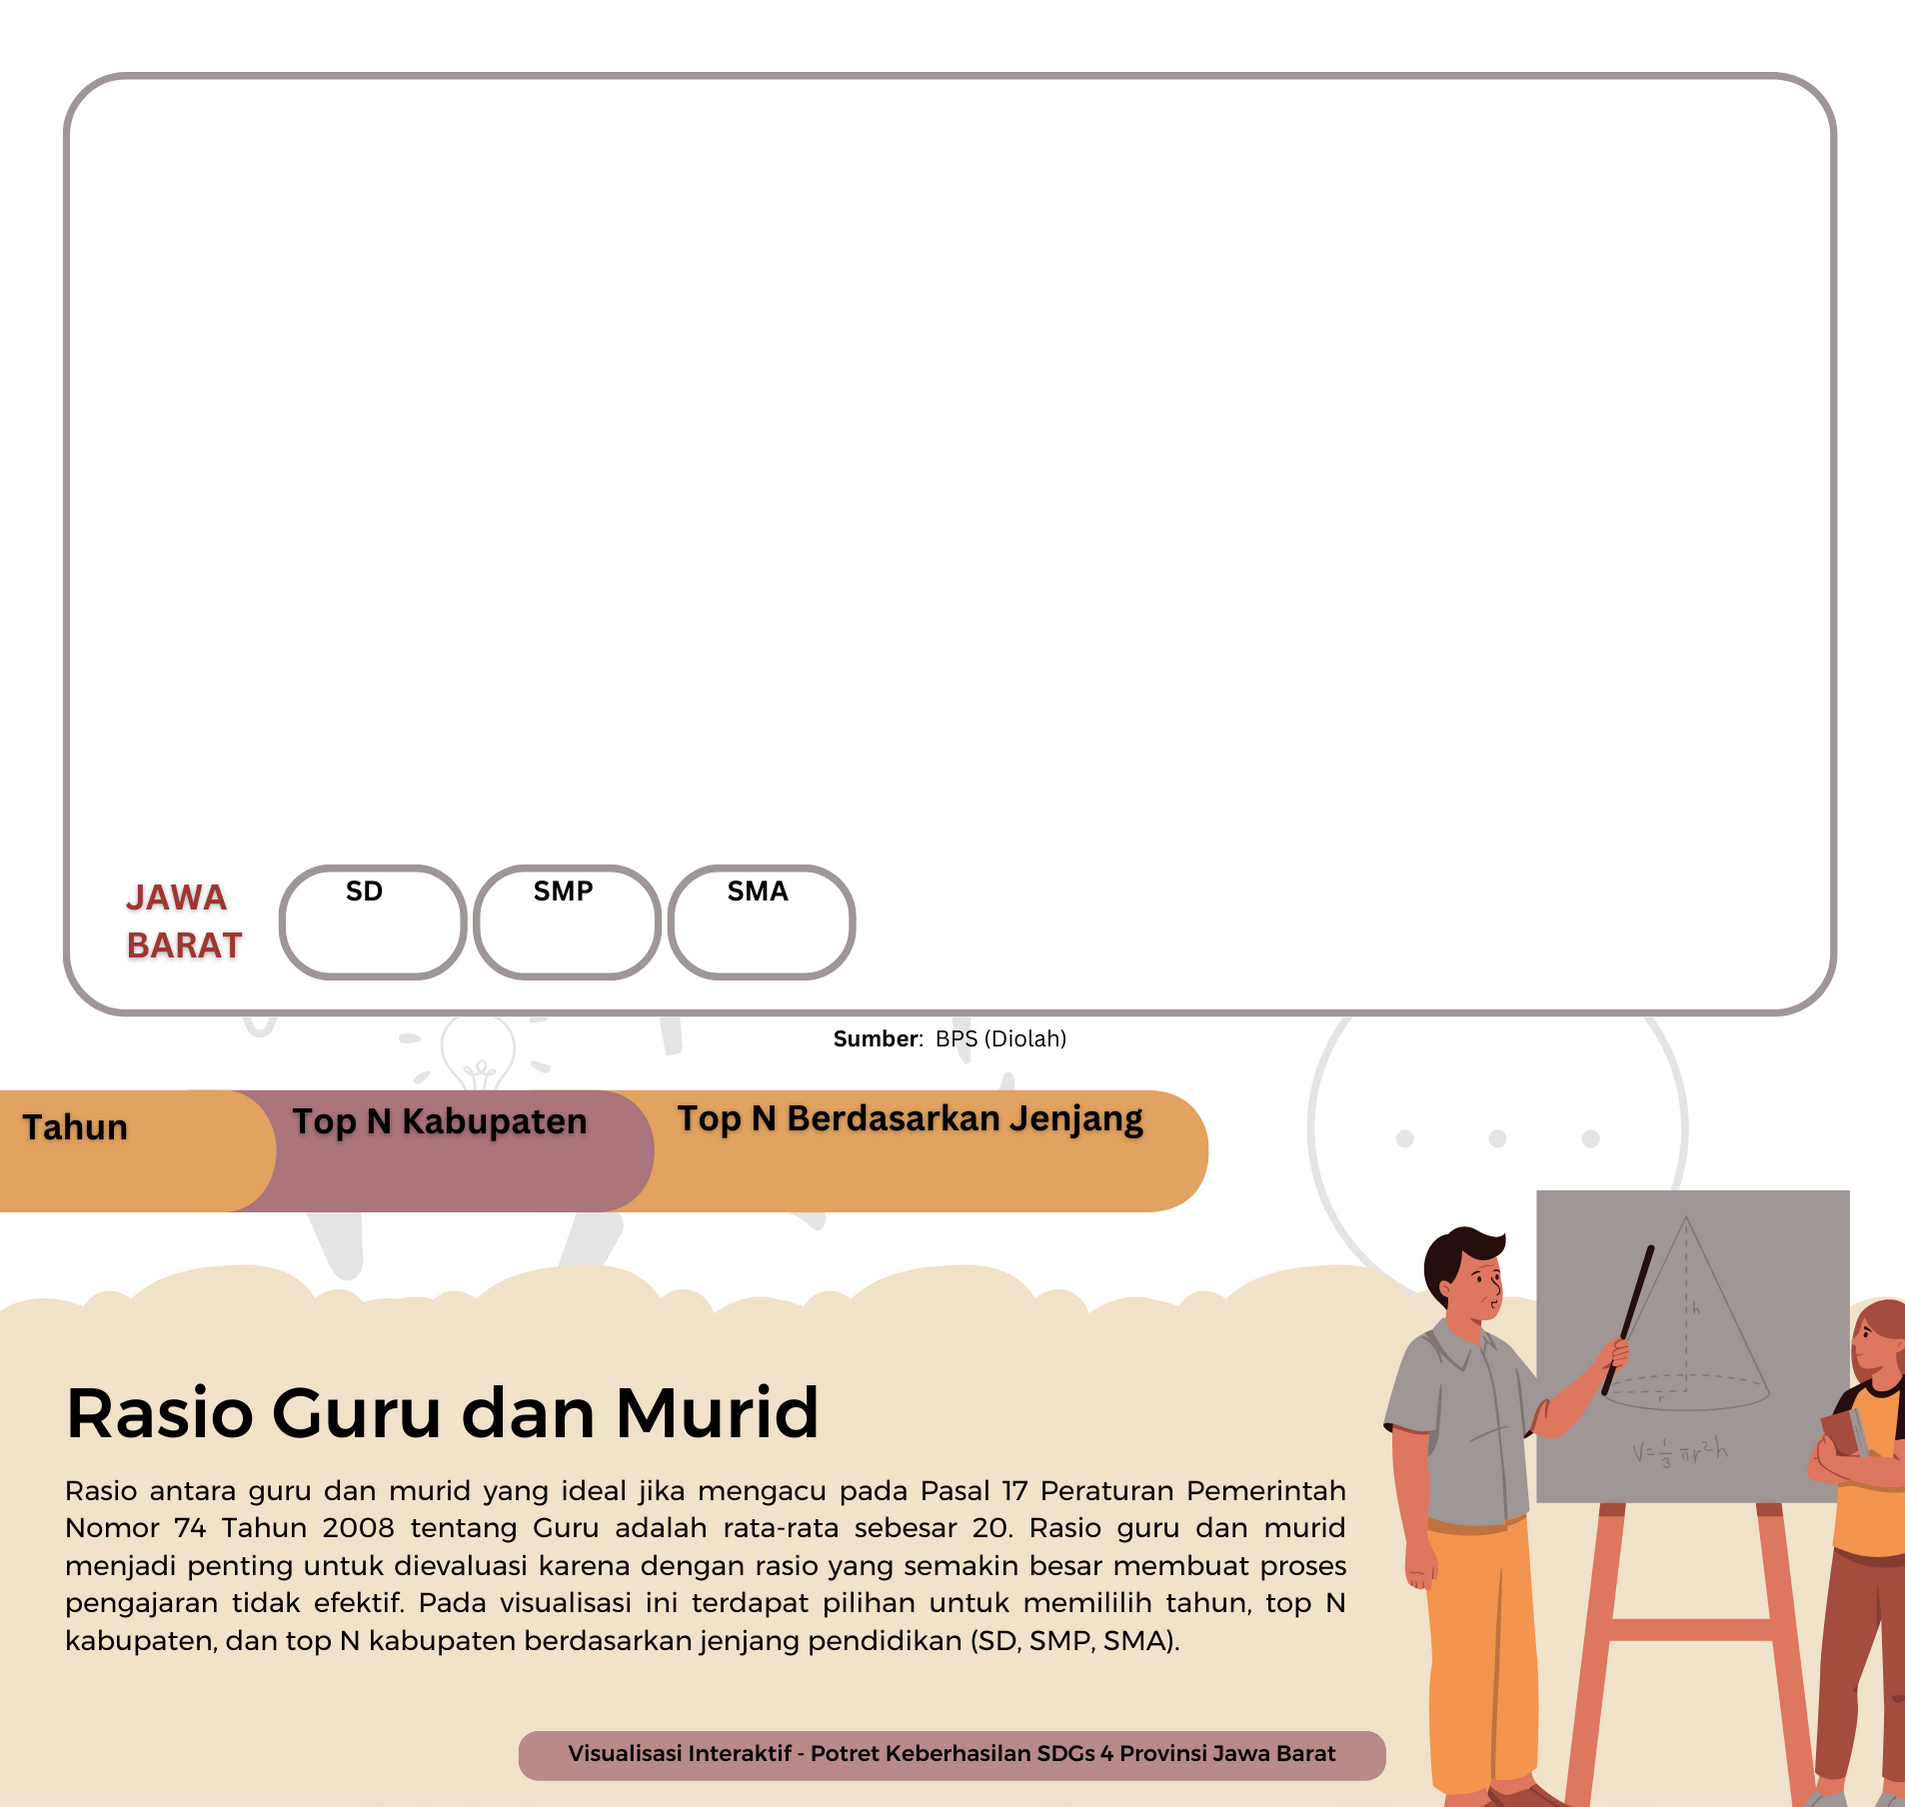 JAWA
BARAT
SD
SMP
SMA
Sumber: BPS (Diolah)
Tahun
Top N Kabupaten
Top N Berdasarkan Jenjang
h
r
V=1/3 πr²h
Rasio Guru dan Murid
Rasio antara guru dan murid yang ideal jika mengacu pada Pasal 17 Peraturan Pemerintah
Nomor 74 Tahun 2008 tentang Guru adalah rata-rata sebesar 20. Rasio guru dan murid
menjadi penting untuk dievaluasi karena dengan rasio yang semakin besar membuat proses
pengajaran tidak efektif. Pada visualisasi ini terdapat pilihan untuk memililih tahun, top N
kabupaten, dan top N kabupaten berdasarkan jenjang pendidikan (SD, SMP, SMA).
Visualisasi Interaktif - Potret Keberhasilan SDGs 4 Provinsi Jawa Barat